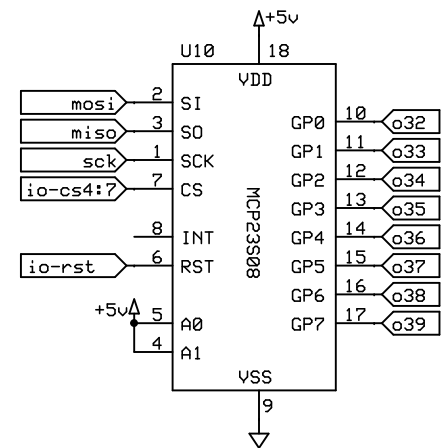 +5v
U10 18
VDD
mosi 2 SI
GP0 10 o32
miso 3 SO
GP1 11 o33
sck 1 SCK
GP2 12 o34
io-cs4:7 7 CS
GP3 13 o35
MCP23S08
8 INT
GP4 14 o36
io-rst 6 RST
GP5 15 o37
GP6 16 o38
+5v
5 A0
GP7 17 o39
4 A1
VSS
9